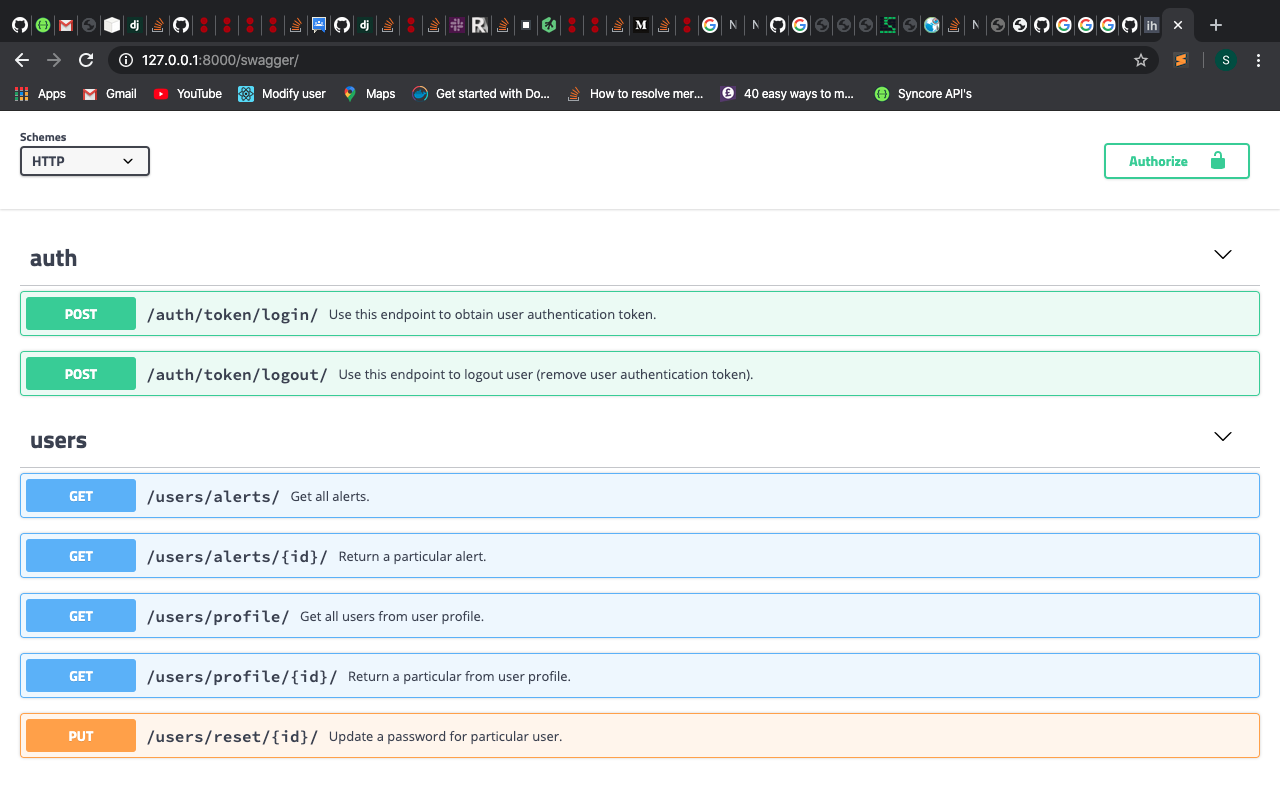 127.0.0.1:8000/swagger/
S
Apps Gmail YouTube Modify user Maps Get started with Do... How to resolve mer... 40 easy ways to m... Syncore API's
Schemes
HTTP
Authorize
auth
POST /auth/token/login/ Use this endpoint to obtain user authentication token.
POST /auth/token/logout/ Use this endpoint to logout user (remove user authentication token).
users
GET /users/alerts/ Get all alerts.
GET /users/alerts/{id}/ Return a particular alert.
GET /users/profile/ Get all users from user profile.
GET /users/profile/{id}/ Return a particular from user profile.
PUT /users/reset/{id}/ Update a password for particular user.